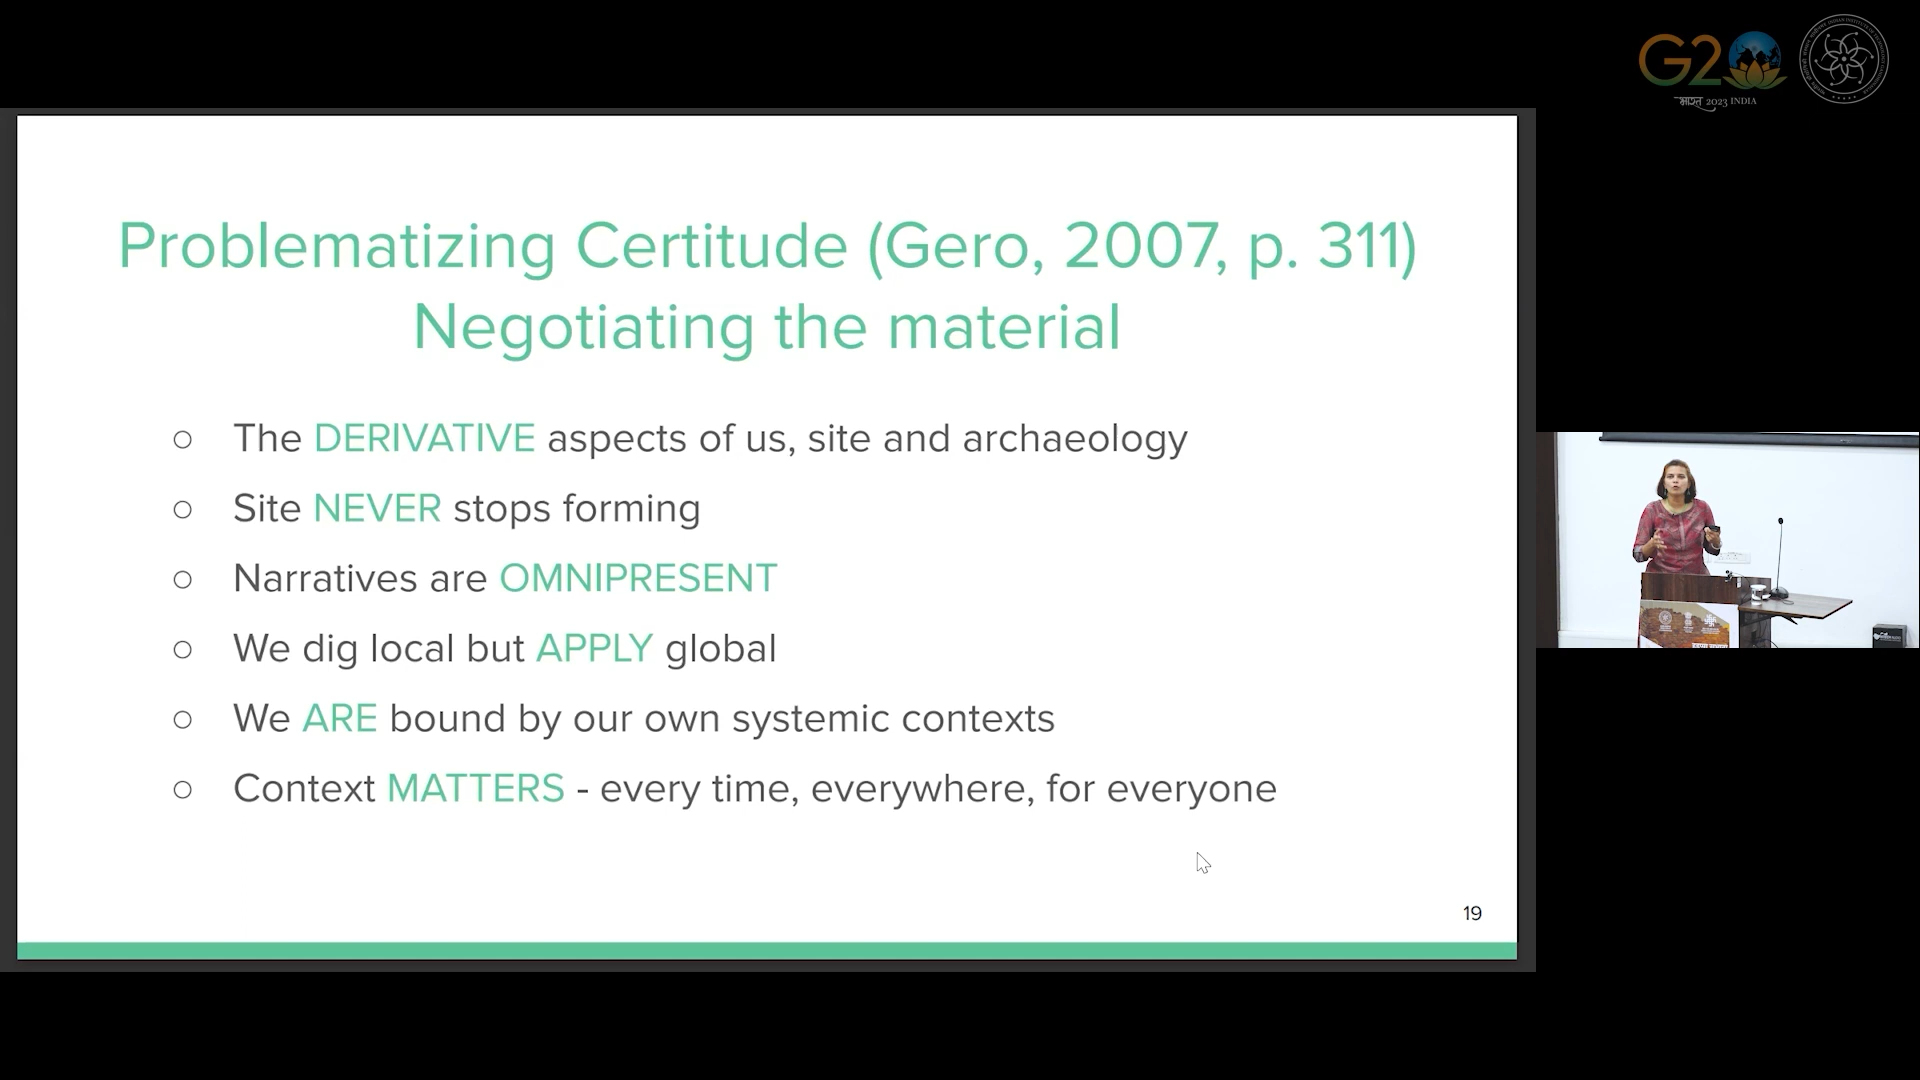 G20
भारत 2023 INDIA
Problematizing Certitude (Gero, 2007, p. 311)
Negotiating the material
○ The DERIVATIVE aspects of us, site and archaeology
○ Site NEVER stops forming
○ Narratives are OMNIPRESENT
○ We dig local but APPLY global
○ We ARE bound by our own systemic contexts
○ Context MATTERS - every time, everywhere, for everyone
19